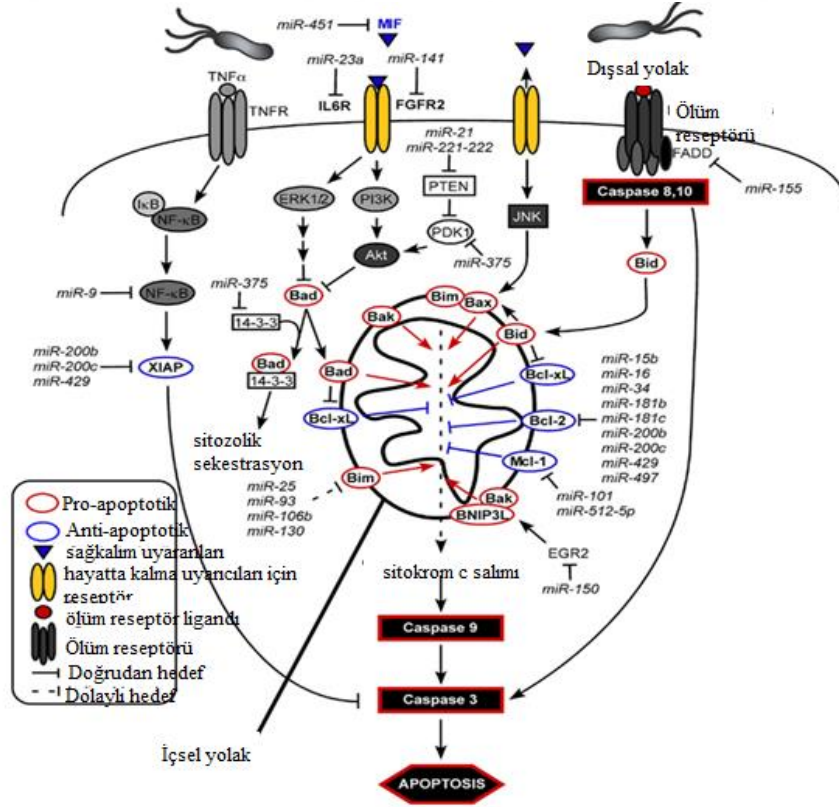 miR-451
MIF
miR-23a
miR-141
IL6R
FGFR2
TNFα
TNFR
Dışsal yolak
Ölüm
reseptörü
FADD
miR-155
Caspase 8,10
miR-21
miR-221-222
PTEN
PDK1
miR-375
ERK1/2
PI3K
Akt
JNK
IκB
NF-κB
miR-9
NF-κB
miR-200b
miR-200c
miR-429
XIAP
miR-375
14-3-3
Bad
Bad
14-3-3
sitozolik
sekestrasyon
Bad
Bcl-xL
Bak
Bim
Bax
Bid
Bid
Bcl-xL
Bcl-2
Mcl-1
miR-15b
miR-16
miR-34
miR-181b
miR-181c
miR-200b
miR-200c
miR-429
miR-497
miR-101
miR-512-5p
Bim
miR-25
miR-93
miR-106b
miR-130
Bak
BNIP3L
EGR2
miR-150
sitokrom c salımı
Caspase 9
Caspase 3
APOPTOSIS
İçsel yolak
Pro-apoptotik
Anti-apoptotik
sağkalım uyaranları
hayatta kalma uyarıcıları için
reseptör
ölüm reseptör ligandı
Ölüm reseptörü
Doğrudan hedef
Dolayli hedef